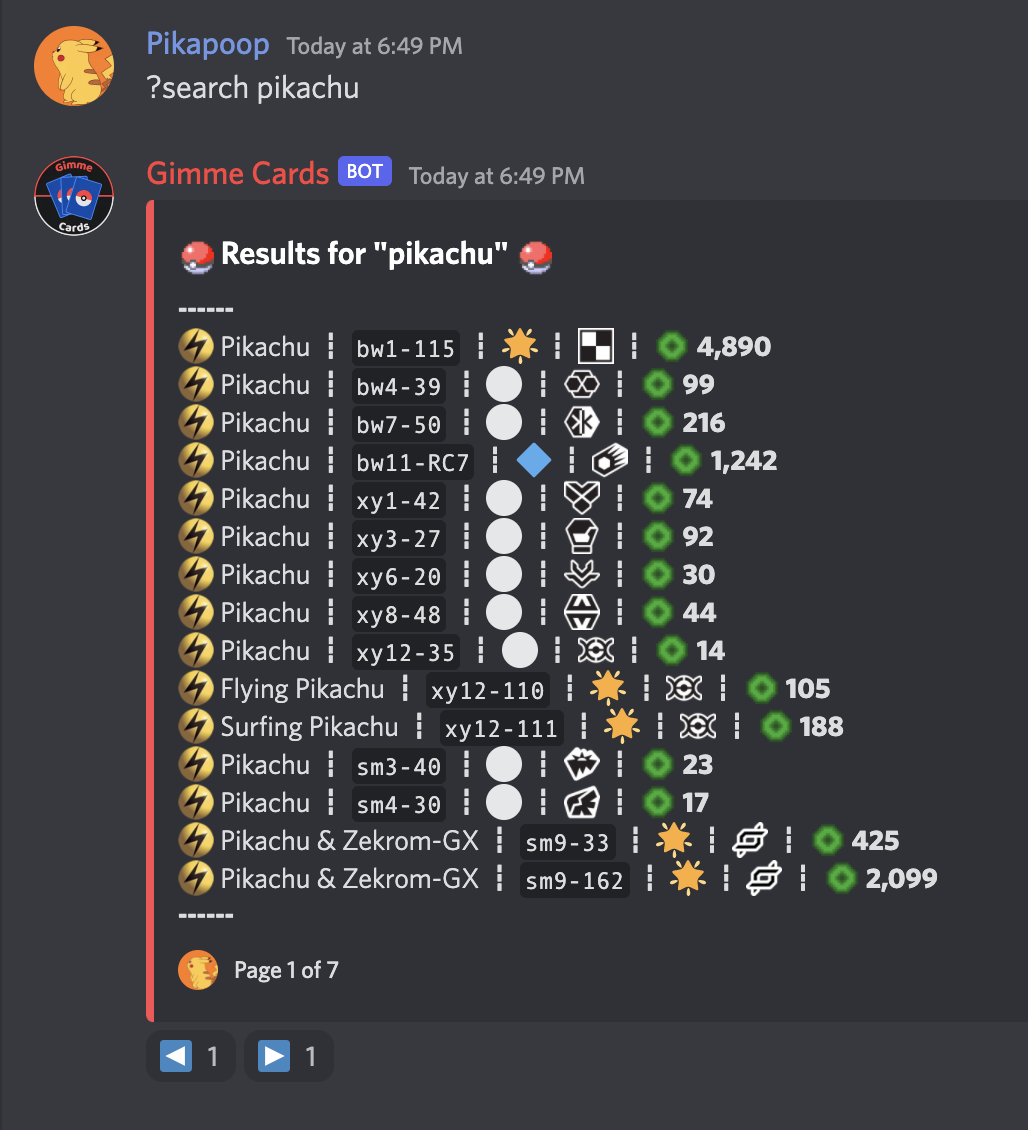 Pikapoop Today at 6:49 PM
?search pikachu
Gimme
Cards
Gimme Cards BOT Today at 6:49 PM
Results for "pikachu"
------
Pikachu ┇ bw1-115 ┇ ┇ ┇ 4,890
Pikachu ┇ bw4-39 ┇ ┇ ┇ 99
Pikachu ┇ bw7-50 ┇ ┇ ┇ 216
Pikachu ┇ bw11-RC7 ┇ ┇ ┇ 1,242
Pikachu ┇ xy1-42 ┇ ┇ ┇ 74
Pikachu ┇ xy3-27 ┇ ┇ ┇ 92
Pikachu ┇ xy6-20 ┇ ┇ ┇ 30
Pikachu ┇ xy8-48 ┇ ┇ ┇ 44
Pikachu ┇ xy12-35 ┇ ┇ ┇ 14
Flying Pikachu ┇ xy12-110 ┇ ┇ ┇ 105
Surfing Pikachu ┇ xy12-111 ┇ ┇ ┇ 188
Pikachu ┇ sm3-40 ┇ ┇ ┇ 23
Pikachu ┇ sm4-30 ┇ ┇ ┇ 17
Pikachu & Zekrom-GX ┇ sm9-33 ┇ ┇ ┇ 425
Pikachu & Zekrom-GX ┇ sm9-162 ┇ ┇ ┇ 2,099
------
Page 1 of 7
1 1